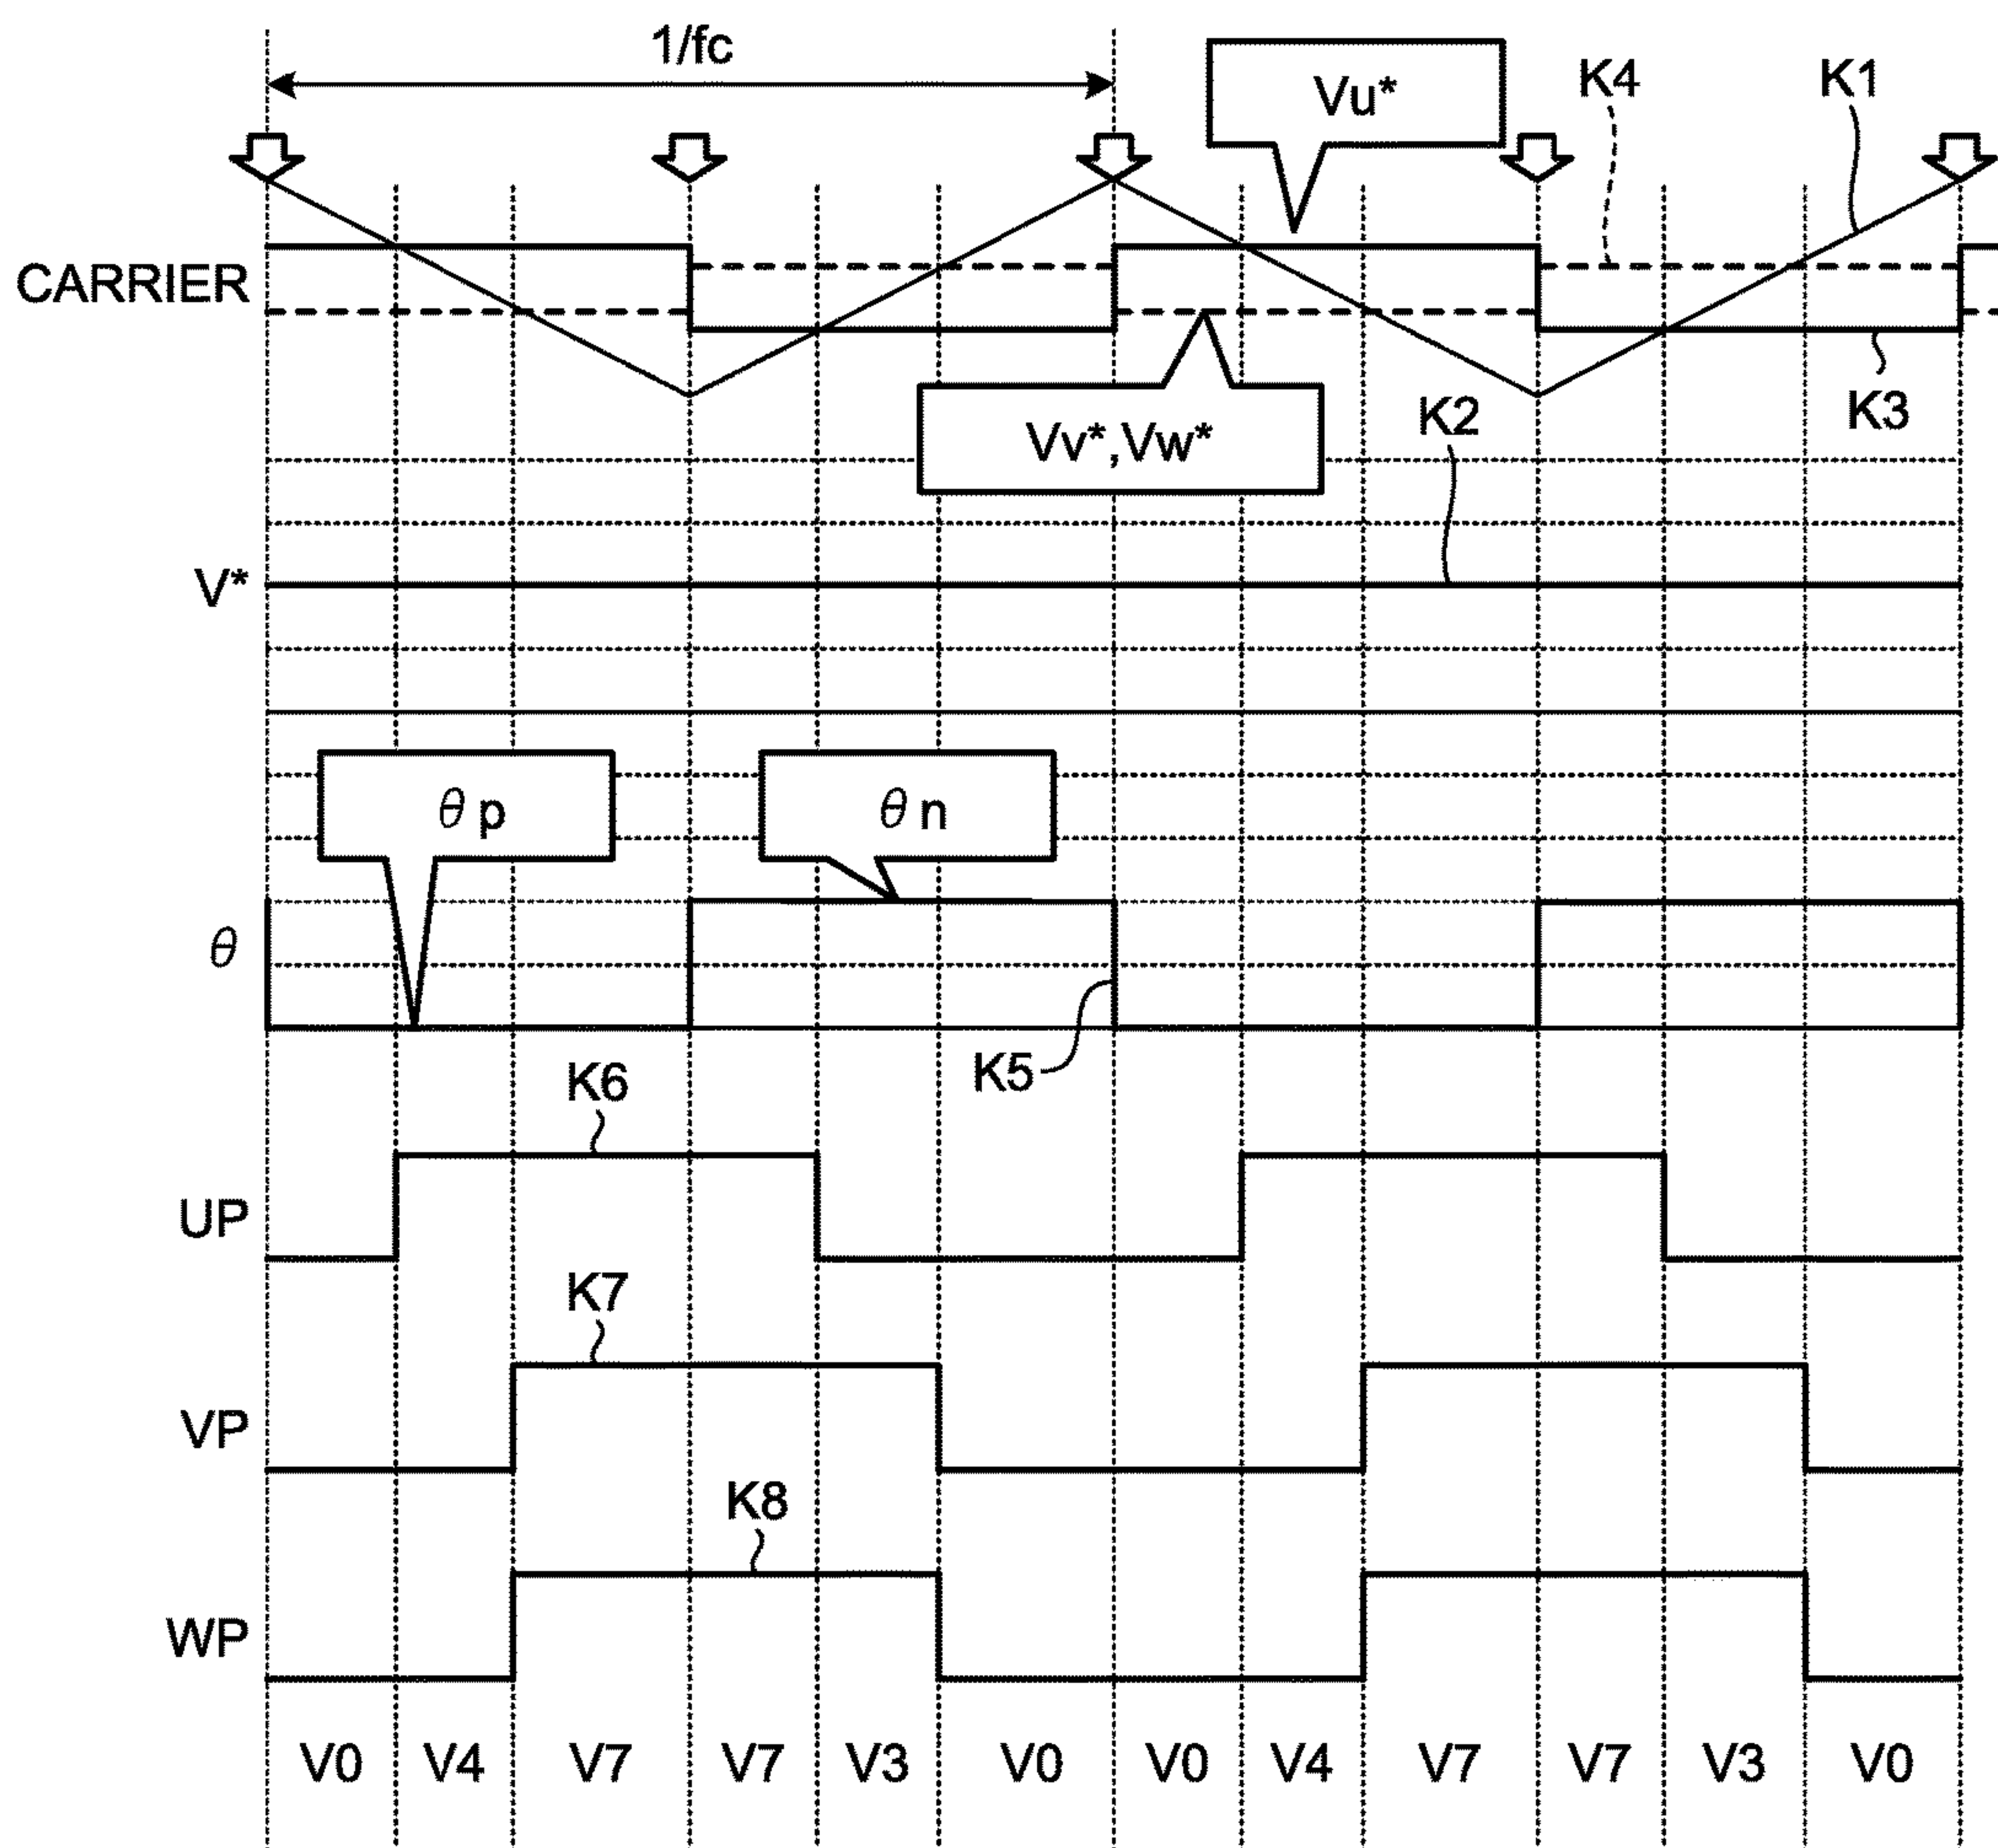 1/fc
Vu*
K4
K1
CARRIER
Vv*,Vw*
K2
K3
V*
θp
θn
θ
K5
K6
UP
K7
VP
K8
WP
V0 V4 V7 V7 V3 V0 V0 V4 V7 V7 V3 V0